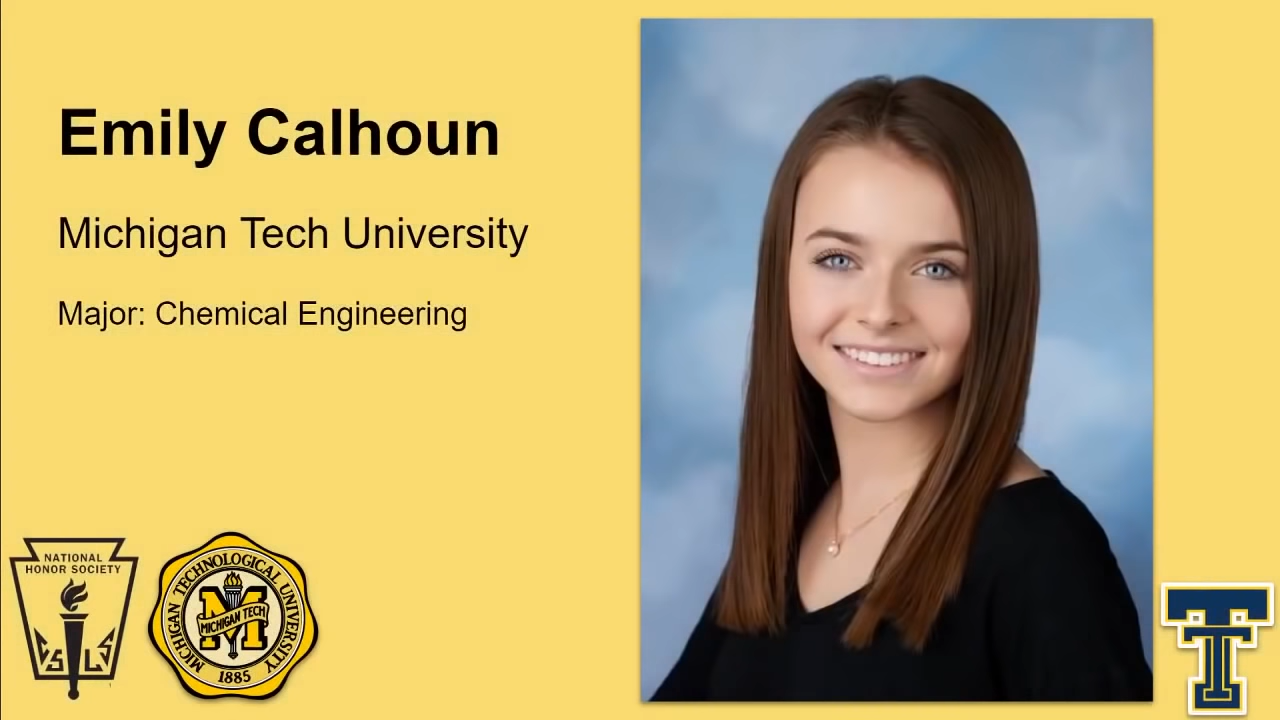 Emily Calhoun
Michigan Tech University
Major: Chemical Engineering
NATIONAL
HONOR SOCIETY
C S L S
MICHIGAN TECHNOLOGICAL UNIVERSITY
M
MICHIGAN TECH
1885
T